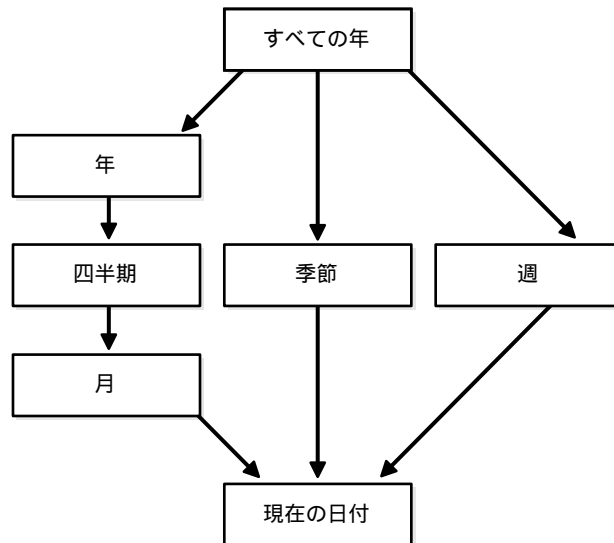 すべての年
年
四半期
季節
週
月
現在の日付